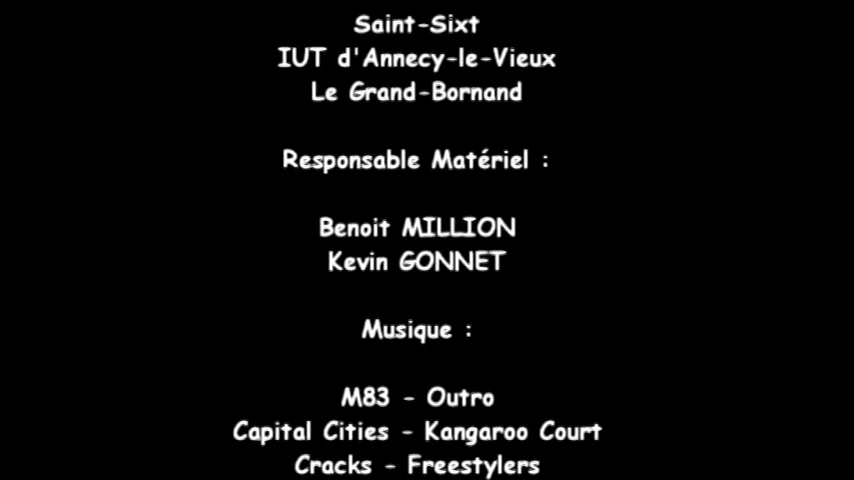 Saint-Sixt
IUT d'Annecy-le-Vieux
Le Grand-Bornand
Responsable Matériel :
Benoit MILLION
Kevin GONNET
Musique :
M83 - Outro
Capital Cities - Kangaroo Court
Cracks - Freestylers